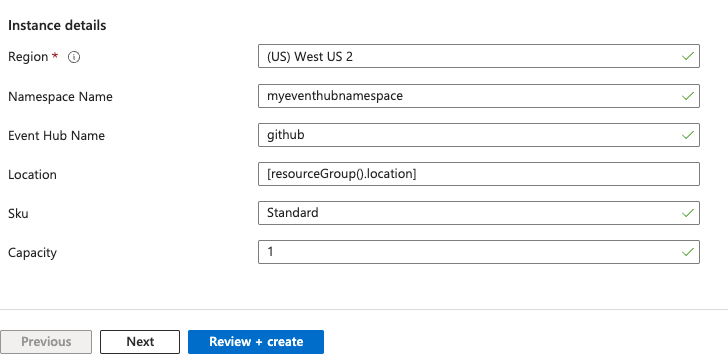 Instance details
Region * (US) West US 2
Namespace Name myeventhubnamespace
Event Hub Name github
Location [resourceGroup().location]
Sku Standard
Capacity 1
Previous Next Review + create